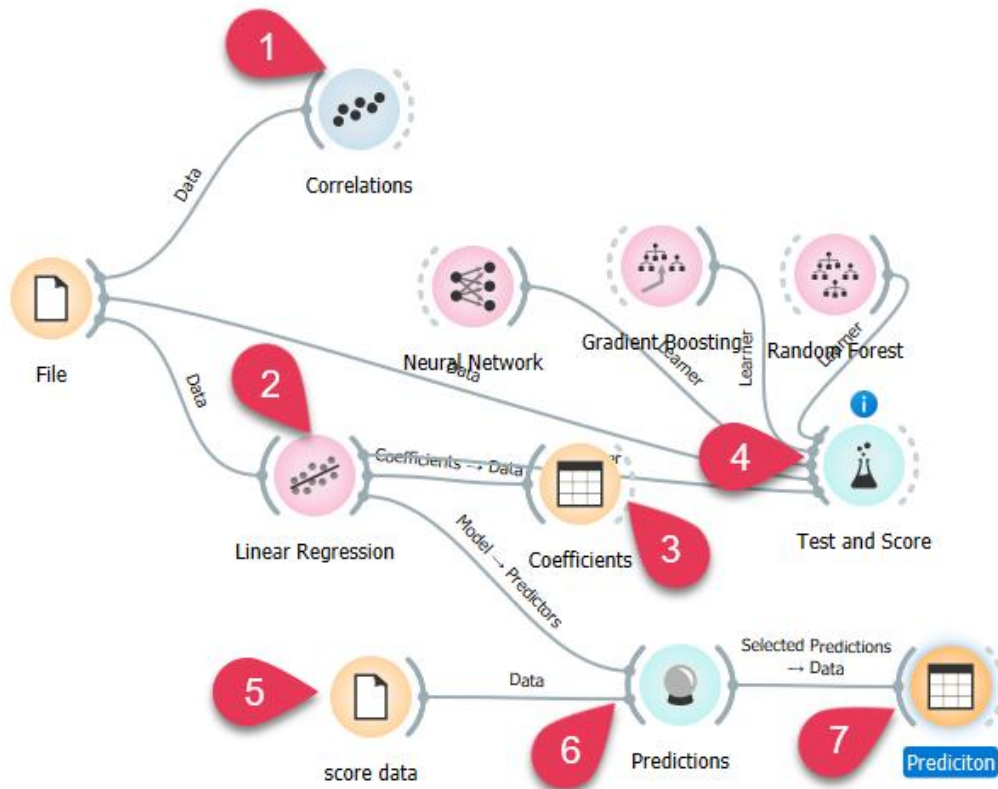 1
Correlations
Data
File
Neural Network
Gradient Boosting
Random Forest
Learner
Learner
Learner
Data
Data
2
4
Coefficients → Data
er
Linear Regression
Coefficients
3
Test and Score
Model → Predictors
5
score data
Data
6
Predictions
Selected Predictions
→ Data
7
Prediciton